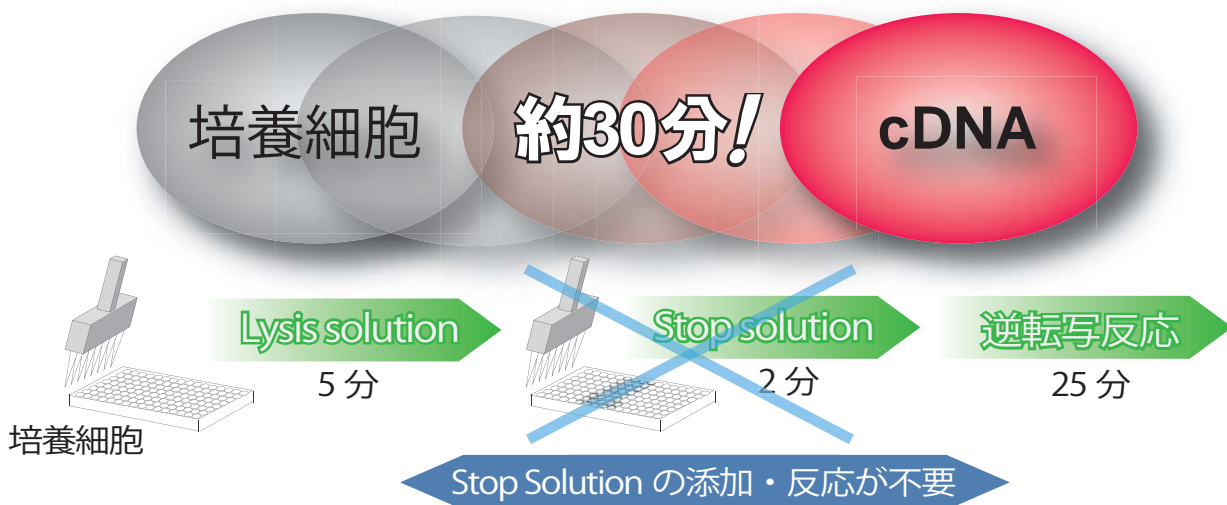 培養細胞
約30分!
cDNA
Lysis solution
5 分
Stop solution
2 分
逆転写反応
25 分
培養細胞
Stop Solution の添加・反応が不要